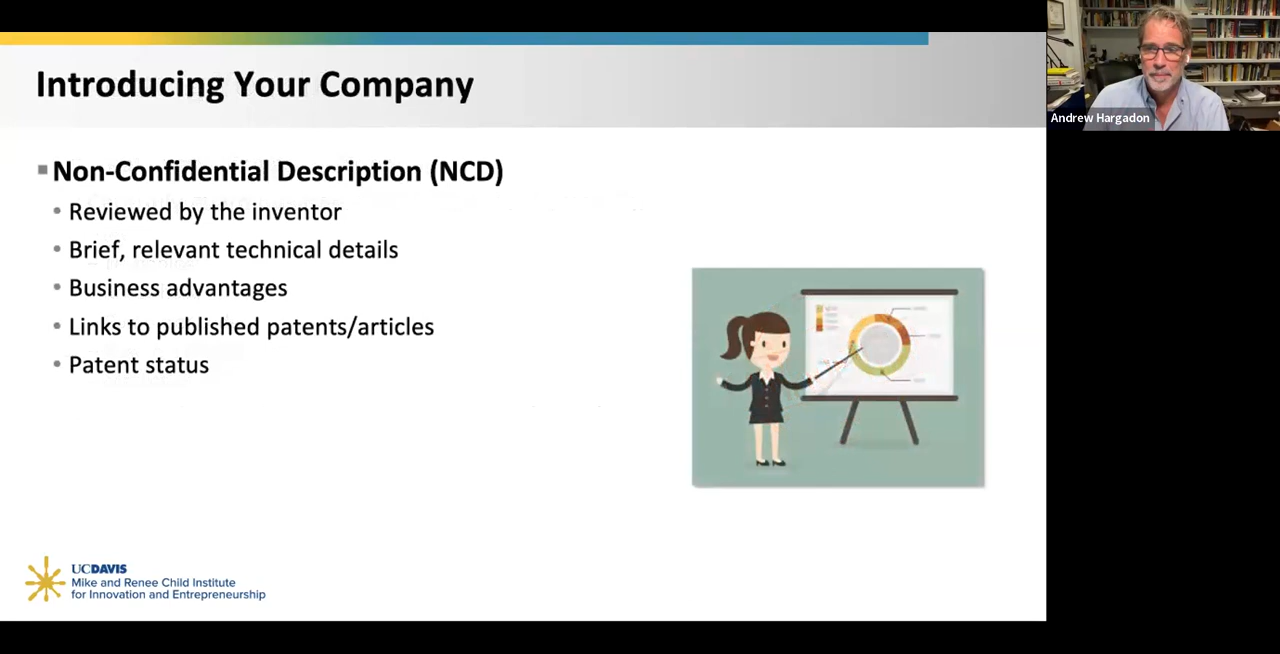 Introducing Your Company
Non-Confidential Description (NCD)
Reviewed by the inventor
Brief, relevant technical details
Business advantages
Links to published patents/articles
Patent status
UCDAVIS
Mike and Renee Child Institute
for Innovation and Entrepreneurship
Andrew Hargadon